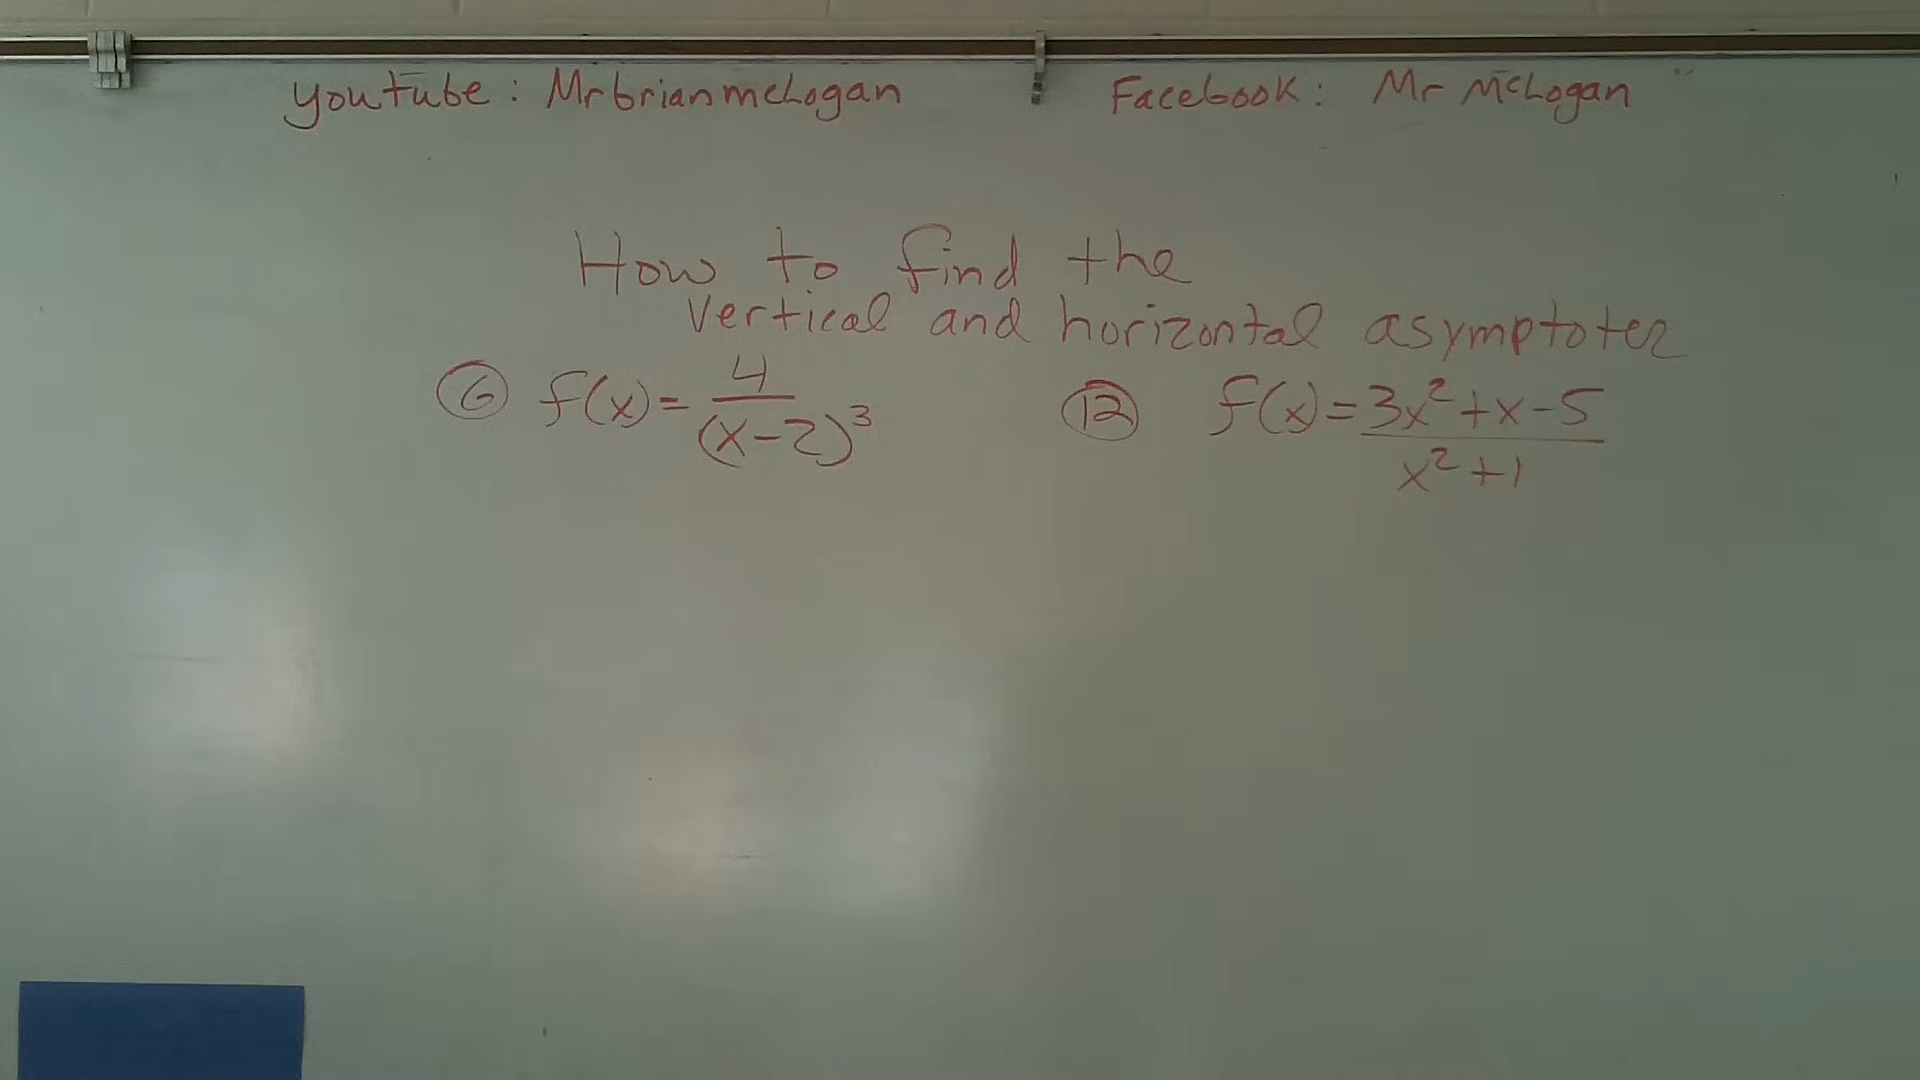 youtube: Mrbrianmclogan Facebook: Mr McLogan
How to find the
vertical and horizontal asymptotes
6 f(x)=4/(x-2)³ 12 f(x)=3x²+x-5/x²+1